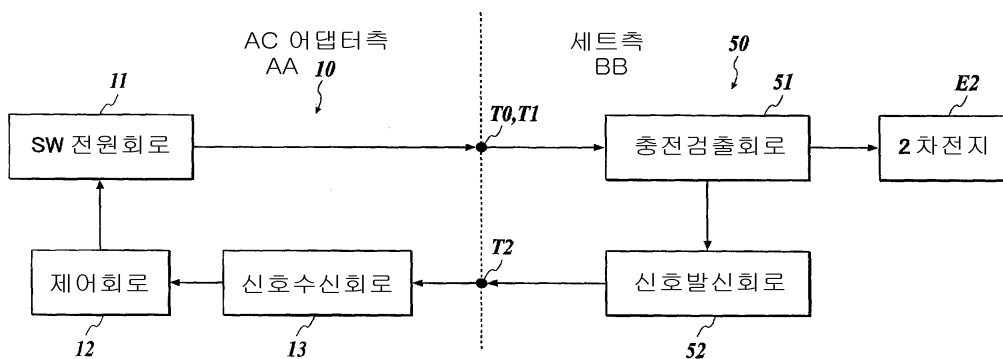 AC 어댑터측
AA 10
세트측
BB
50
11
T0,T1
51
E2
SW 전원회로
충전검출회로
2차전지
T2
제어회로
신호수신회로
신호발신회로
12
13
52